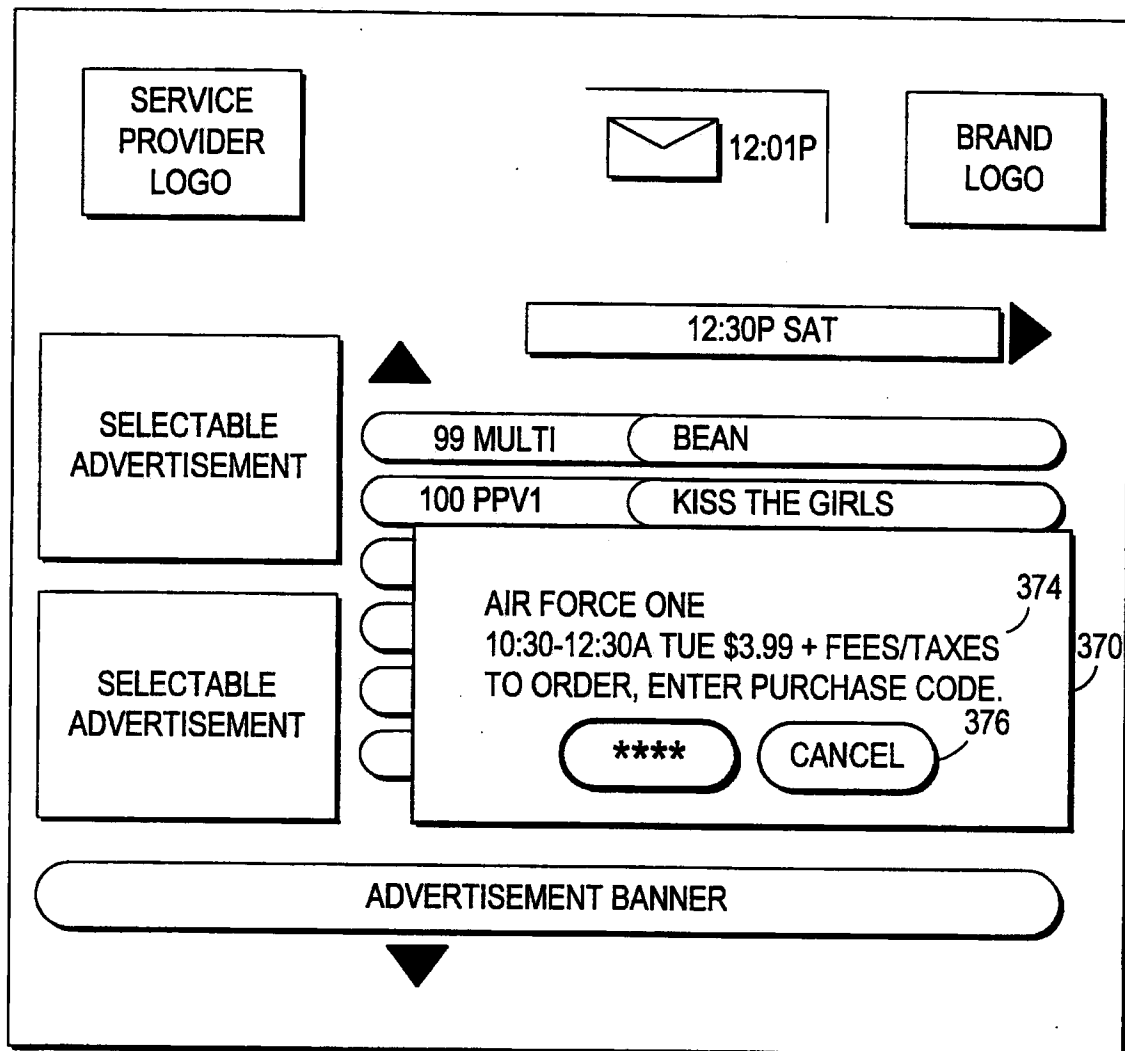 SERVICE
PROVIDER
LOGO
12:01P
BRAND
LOGO
12:30P SAT
SELECTABLE
ADVERTISEMENT
99 MULTI BEAN
100 PPV1 KISS THE GIRLS
SELECTABLE
ADVERTISEMENT
AIR FORCE ONE 374
10:30-12:30A TUE $3.99 + FEES/TAXES 370
TO ORDER, ENTER PURCHASE CODE.
376
**** CANCEL
ADVERTISEMENT BANNER